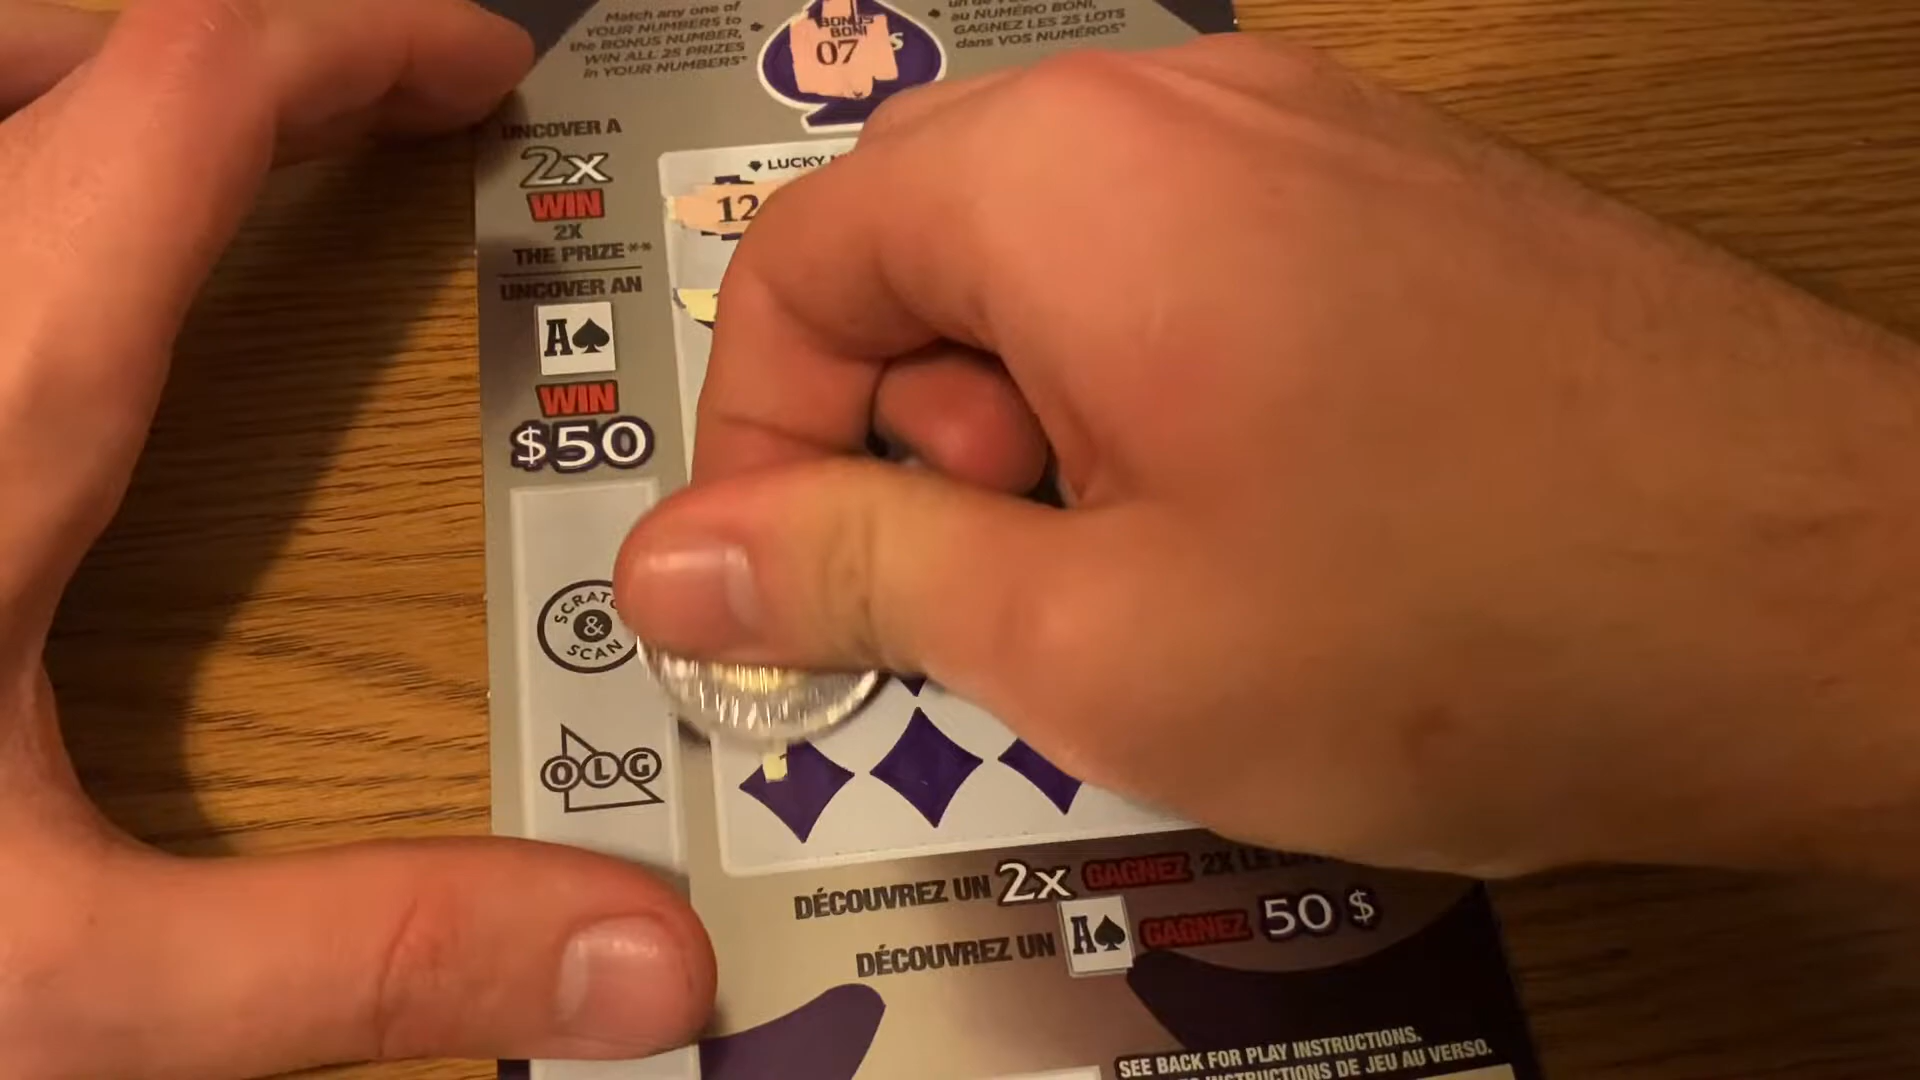 Match any one of
YOUR NUMBERS to
the BONUS NUMBER,
WIN ALL 25 PRIZES
in YOUR NUMBERS*
BONUS
BONI
07
au NUMÉRO BONI,
GAGNEZ LES 25 LOTS
dans VOS NUMÉROS*
UNCOVER A
2X
WIN
2X
THE PRIZE**
UNCOVER AN
A
WIN
$50
LUCKY
12
SCRATCH
&
SCAN
OLG
DÉCOUVREZ UN 2X GAGNEZ 2X LE
DÉCOUVREZ UN A GAGNEZ 50 $
SEE BACK FOR PLAY INSTRUCTIONS.
INSTRUCTIONS DE JEU AU VERSO.